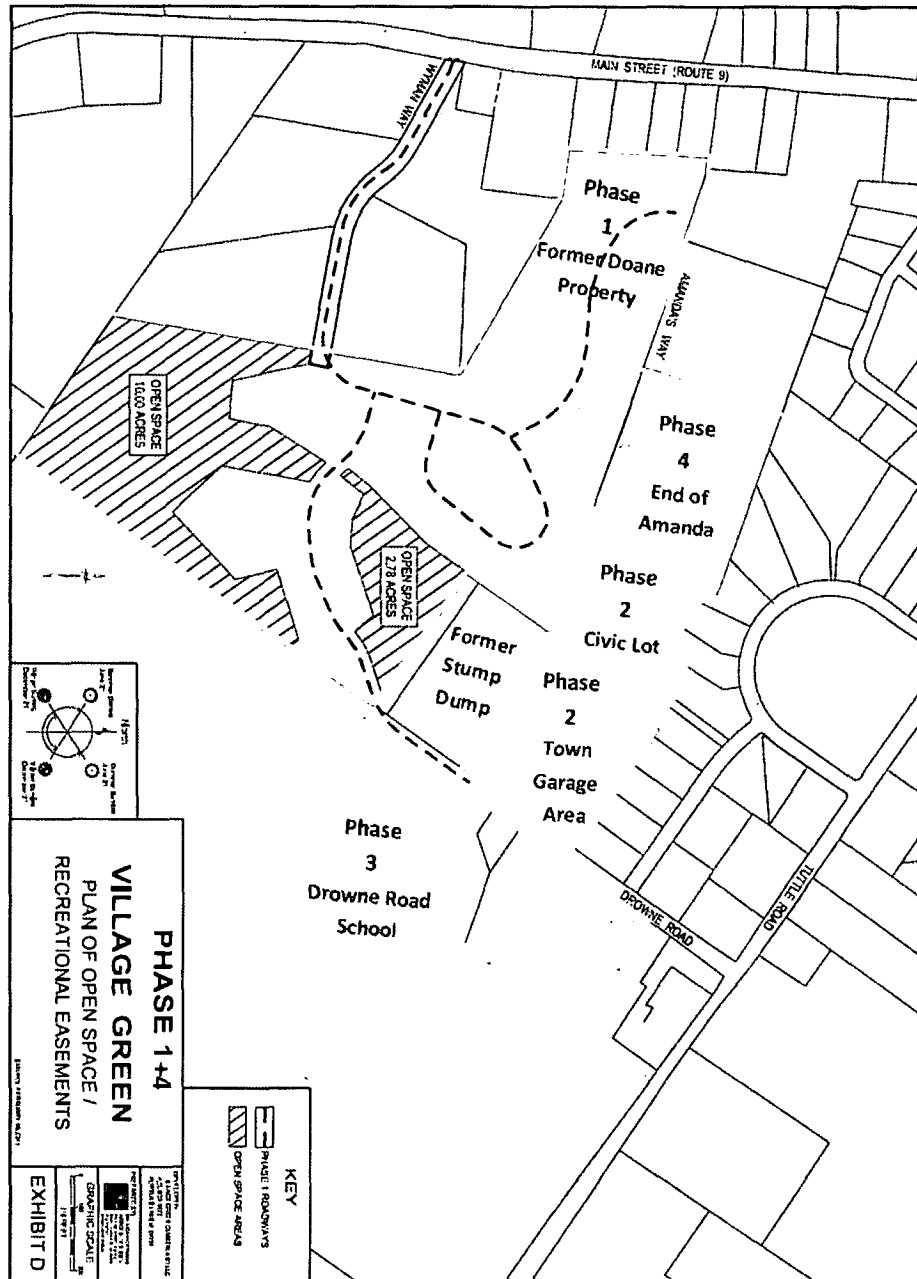 MAIN STREET (ROUTE 9)
WYMAN WAY
Phase
1
Former Doane
Property
AMANDA'S WAY
OPEN SPACE
10.00 ACRES
Phase
4
End of
Amanda
OPEN SPACE
2.78 ACRES
Phase
2
Civic Lot
Former
Stump
Dump
Phase
2
Town
Garage
Area
Phase
3
Drowne Road
School
DROWNE ROAD
TUTTLE ROAD
North
PHASE 1+4
VILLAGE GREEN
PLAN OF OPEN SPACE /
RECREATIONAL EASEMENTS
KEY
PHASE 1 ROADWAYS
OPEN SPACE AREAS
GRAPHIC SCALE
EXHIBIT D